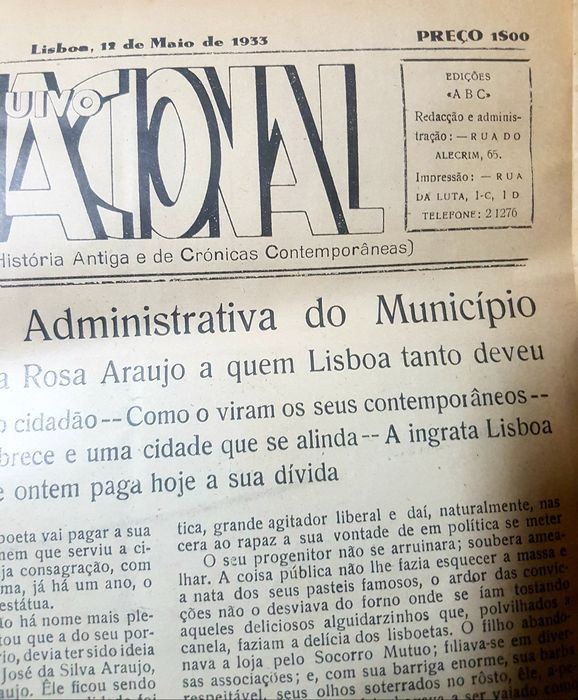 Lisboa, 12 de Maio de 1933
PREÇO 1$00
UIVO
NACIONAL
EDIÇÕES
«A B C»
Redacção e adminis-
tração: — RUA DO
ALECRIM, 65.
Impressão: — RUA
DA LUTA, 1-C, 1 D
TELEFONE: 2 1276
História Antiga e de Crónicas Contemporâneas)
Administrativa do Município
a Rosa Araujo a quem Lisboa tanto deveu
o cidadão -- Como o viram os seus contemporâneos --
brece e uma cidade que se alinda -- A ingrata Lisboa
e ontem paga hoje a sua dívida
boeta vai pagar a sua
mem que serviu a ci-
ja consagração, com
ma, já há um ano, o
estátua.
ão há nome mais ple-
tou que a do seu por-
rio, devia ter sido ideia
José da Silva Araujo,
aujo. Êle ficou sendo
tica, grande agitador liberal e daí, naturalmente, nas
cera ao rapaz a sua vontade de em política se meter
O seu progenitor não se arruinara; soubera amea-
lhar. A coisa pública não lhe fazia esquecer a massa e
a nata dos seus pasteis famosos, o ardor das convic-
ções não o desviava do forno onde se iam tostando
aqueles deliciosos alguidarzinhos que, polvilhados a
canela, faziam a delícia dos lisboetas. O filho abando-
nava a loja pelo Socorro Mutuo; filiava-se em diver-
sas associações; e, com sua barriga enorme, sua barba
respeitável, seus olhos soterrados no rôsto, êle, a-pe-